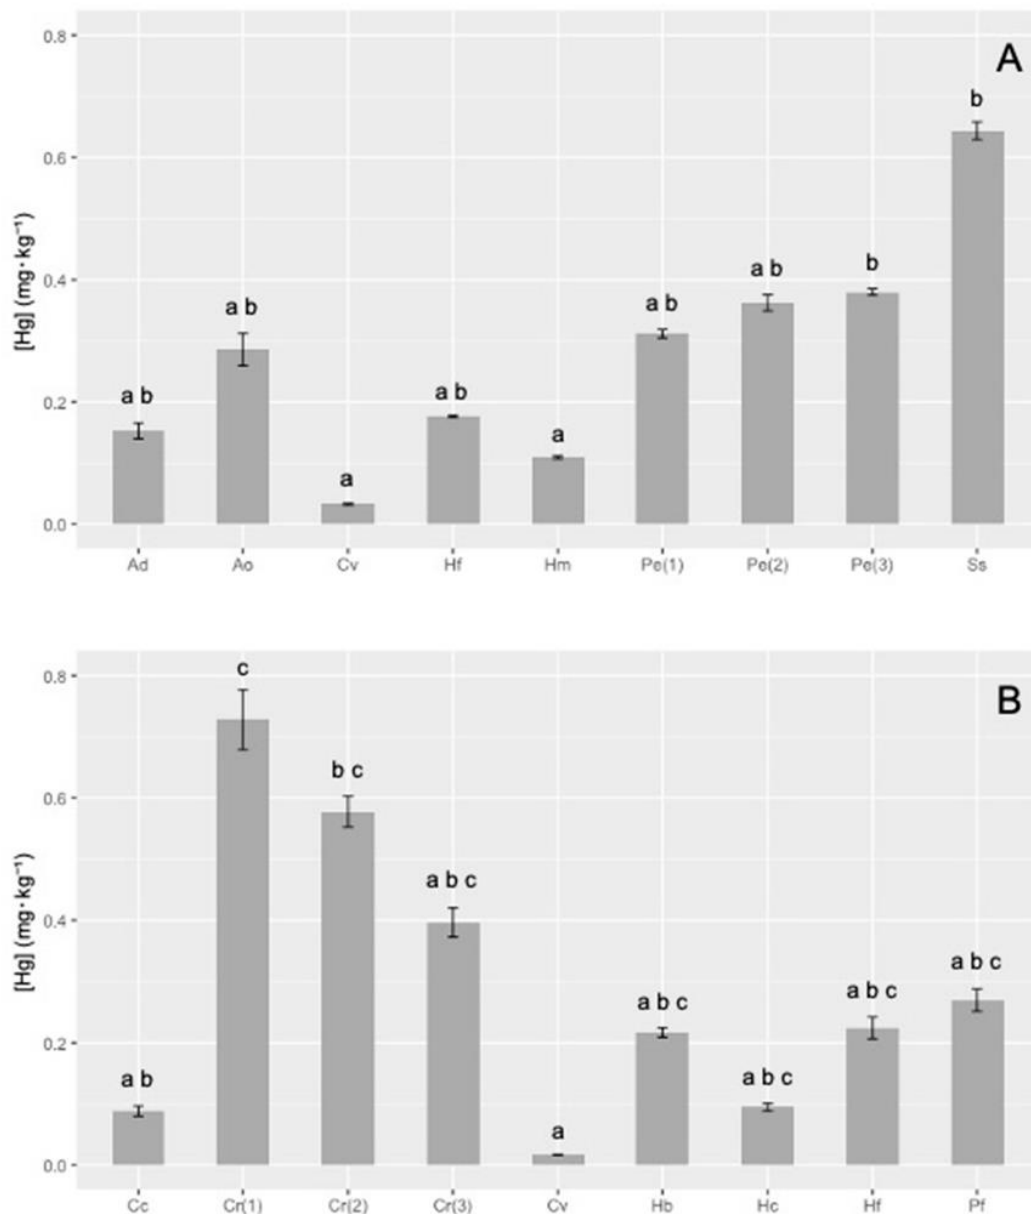 A
0.8
b
0.6
[Hg] (mg·kg⁻¹)
0.4
a b
a b
a
a b
a
a b
a b
b
0.2
0.0
Ad Ao Cv Hf Hm Pe(1) Pe(2) Pe(3) Ss
B
0.8
c
b c
0.6
[Hg] (mg·kg⁻¹)
a b c
0.4
a b
a
a b c
a b c
a b c
a b c
0.2
0.0
Cc Cr(1) Cr(2) Cr(3) Cv Hb Hc Hf Pf